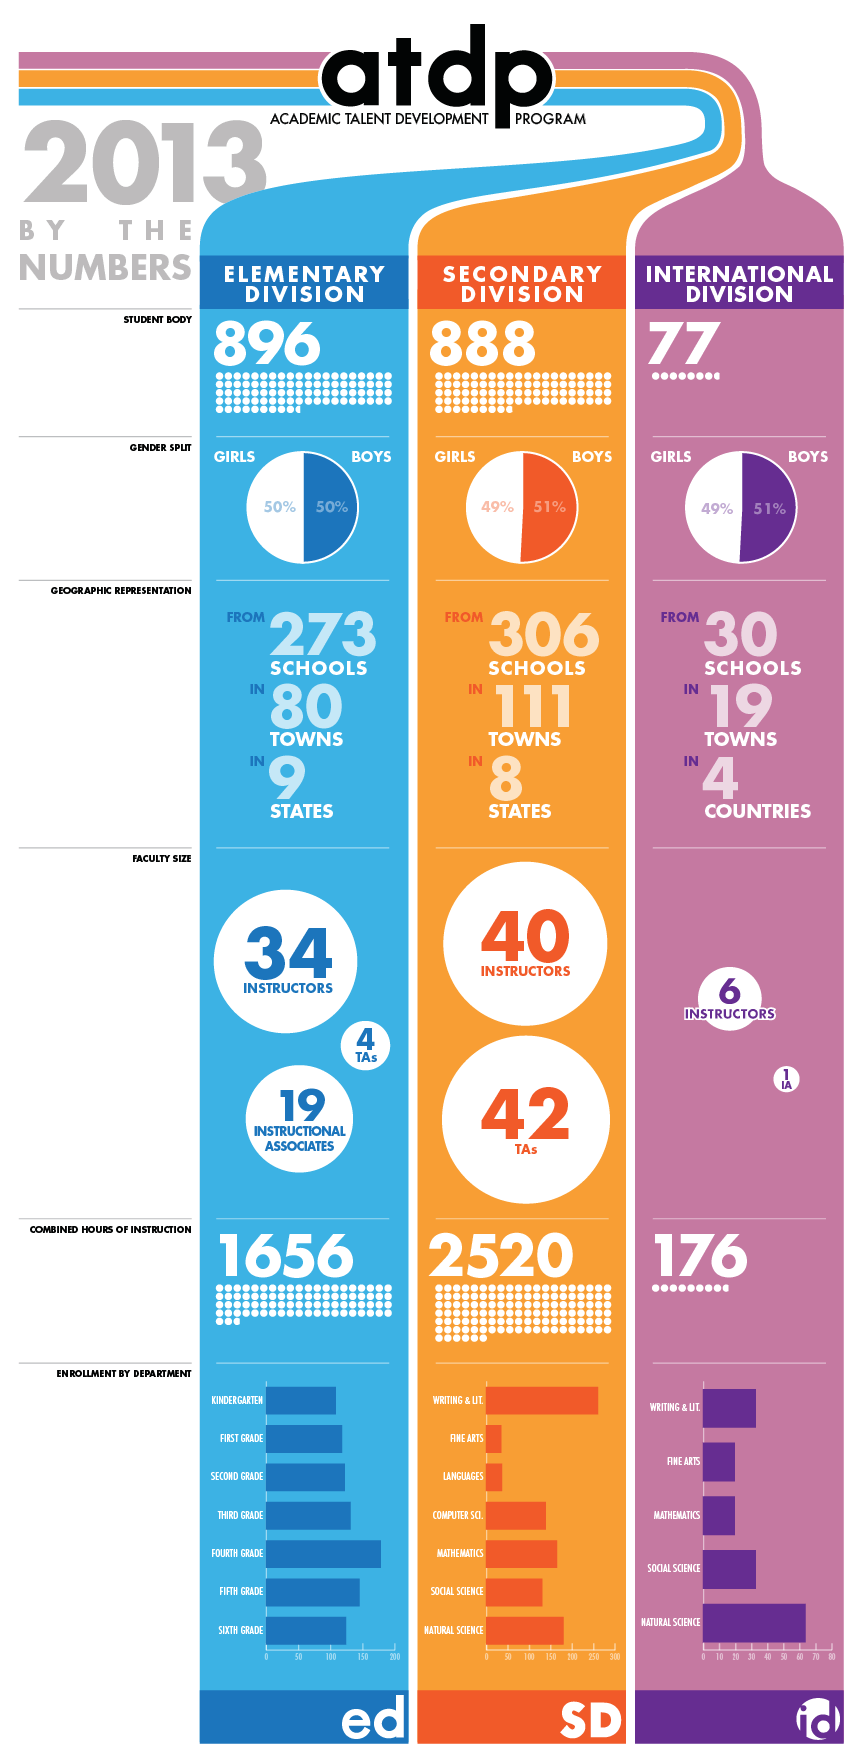 atdp
ACADEMIC TALENT DEVELOPMENT PROGRAM
2013
BY THE
NUMBERS
ELEMENTARY
DIVISION
SECONDARY
DIVISION
INTERNATIONAL
DIVISION
STUDENT BODY
896
888
77
GENDER SPLIT
GIRLS BOYS
50% 50%
GIRLS BOYS
49% 51%
GIRLS BOYS
49% 51%
GEOGRAPHIC REPRESENTATION
FROM 273
SCHOOLS
IN 80
TOWNS
IN 9
STATES
FROM 306
SCHOOLS
IN 111
TOWNS
IN 8
STATES
FROM 30
SCHOOLS
IN 19
TOWNS
IN 4
COUNTRIES
FACULTY SIZE
34
INSTRUCTORS
4
TAs
19
INSTRUCTIONAL
ASSOCIATES
40
INSTRUCTORS
42
TAs
6
INSTRUCTORS
1
IA
COMBINED HOURS OF INSTRUCTION
1656
2520
176
ENROLLMENT BY DEPARTMENT
KINDERGARTEN
FIRST GRADE
SECOND GRADE
THIRD GRADE
FOURTH GRADE
FIFTH GRADE
SIXTH GRADE
0 50 100 150 200
WRITING & LIT.
FINE ARTS
LANGUAGES
COMPUTER SCI.
MATHEMATICS
SOCIAL SCIENCE
NATURAL SCIENCE
0 50 100 150 200 250 300
WRITING & LIT.
FINE ARTS
MATHEMATICS
SOCIAL SCIENCE
NATURAL SCIENCE
0 10 20 30 40 50 60 70 80
ed
SD
id